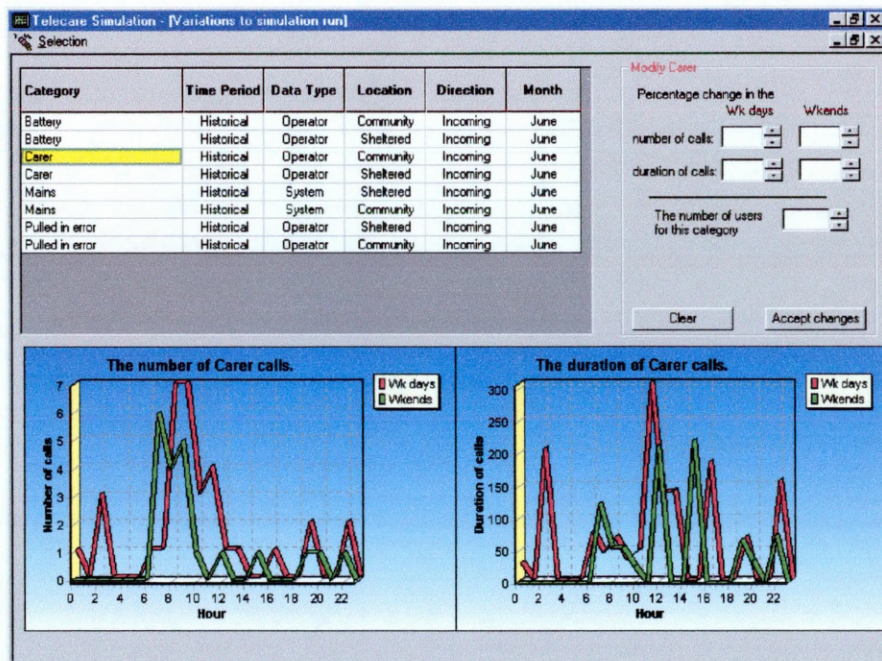 Telecare Simulation - [Variations to simulation run]
Selection
Category Time Period Data Type Location Direction Month
Battery Historical Operator Community Incoming June
Battery Historical Operator Sheltered Incoming June
Carer Historical Operator Community Incoming June
Carer Historical Operator Sheltered Incoming June
Mains Historical System Sheltered Incoming June
Mains Historical System Community Incoming June
Pulled in error Historical Operator Sheltered Incoming June
Pulled in error Historical Operator Community Incoming June
Modify Carer
Percentage change in the
Wk days Wkends
number of calls:
duration of calls:
The number of users
for this category
Clear Accept changes
The number of Carer calls.
Wk days
Wkends
Number of calls
7
6
5
4
3
2
1
0
0 2 4 6 8 10 12 14 16 18 20 22
Hour
The duration of Carer calls.
Wk days
Wkends
Duration of calls
300
250
200
150
100
50
0
0 2 4 6 8 10 12 14 16 18 20 22
Hour